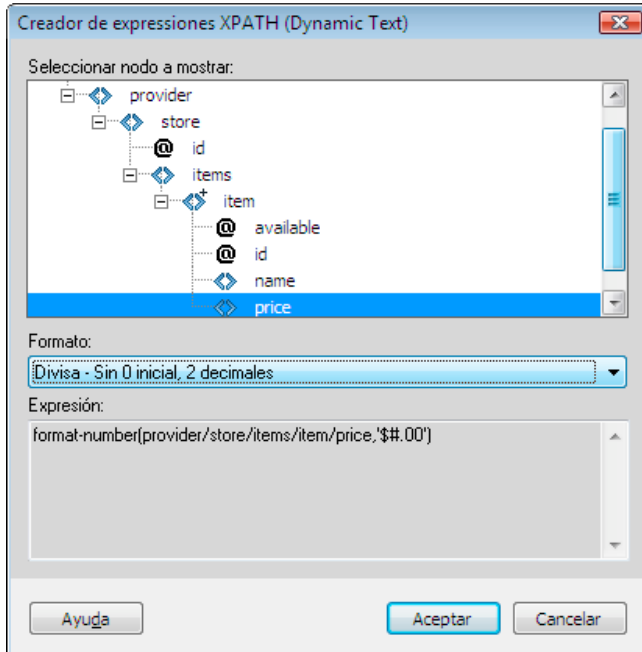 Creador de expresiones XPATH (Dynamic Text)
Seleccionar nodo a mostrar:
provider
store
@ id
items
item
@ available
@ id
name
price
Formato:
Divisa - Sin 0 inicial, 2 decimales
Expresión:
format-number(provider/store/items/item/price,'$#.00')
Ayuda
Aceptar
Cancelar